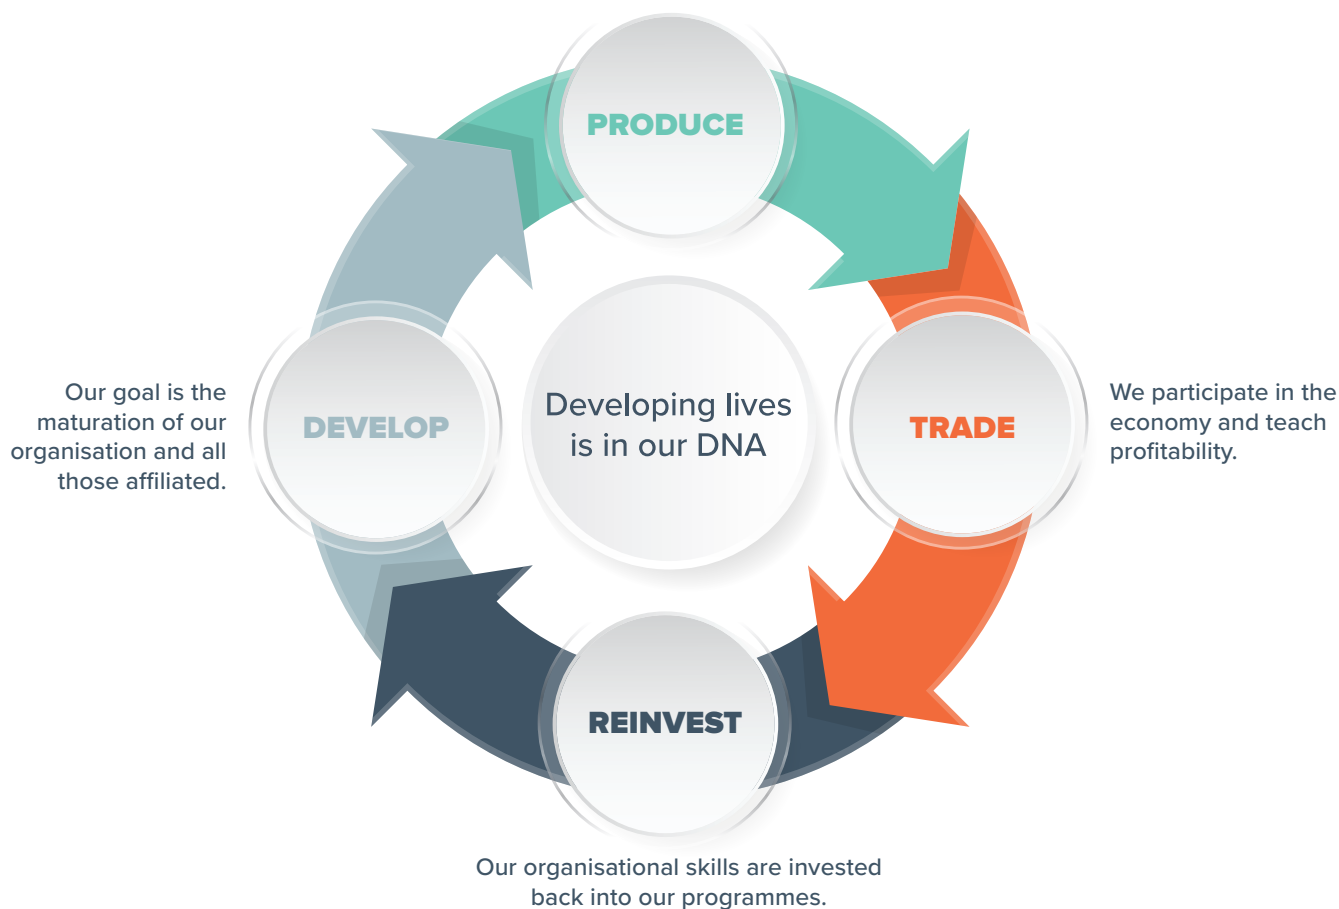 PRODUCE
Developing lives
is in our DNA
DEVELOP
Our goal is the
maturation of our
organisation and all
those affiliated.
TRADE
We participate in the
economy and teach
profitability.
REINVEST
Our organisational skills are invested
back into our programmes.